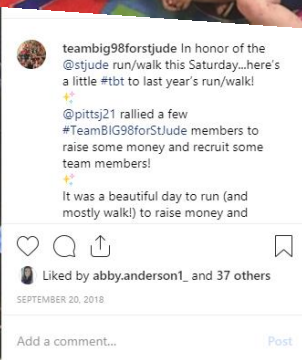 teambig98forstjude In honor of the
@stjude run/walk this Saturday...here's
a little #tbt to last year's run/walk!
✨
@pittsj21 rallied a few
#TeamBIG98forStJude members to
raise some money and recruit some
team members!
✨
It was a beautiful day to run (and
mostly walk!) to raise money and
Liked by abby.anderson1_ and 37 others
SEPTEMBER 20, 2018
Add a comment...
Post